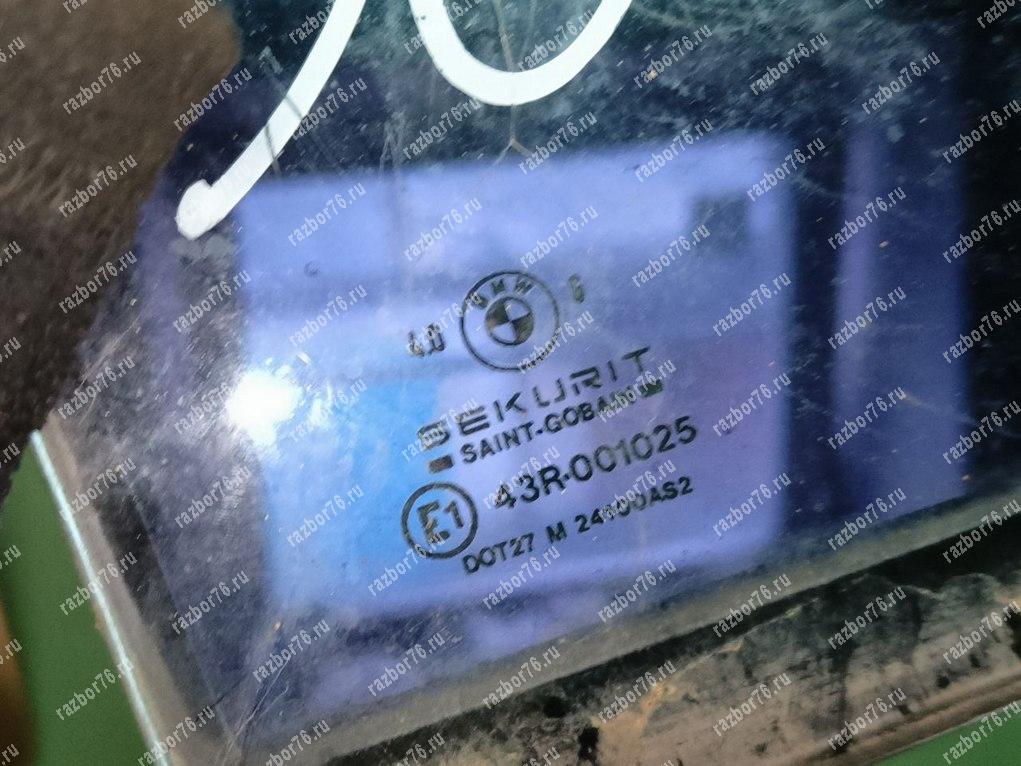 BMW
SEKURIT
SAINT-GOBAIN
E1 43R-001025
DOT27 M 24100AS2
razbor76.ru